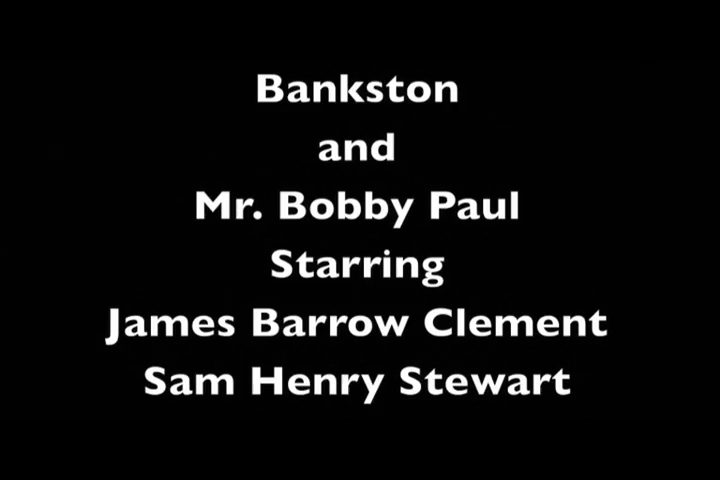 Bankston
and
Mr. Bobby Paul
Starring
James Barrow Clement
Sam Henry Stewart